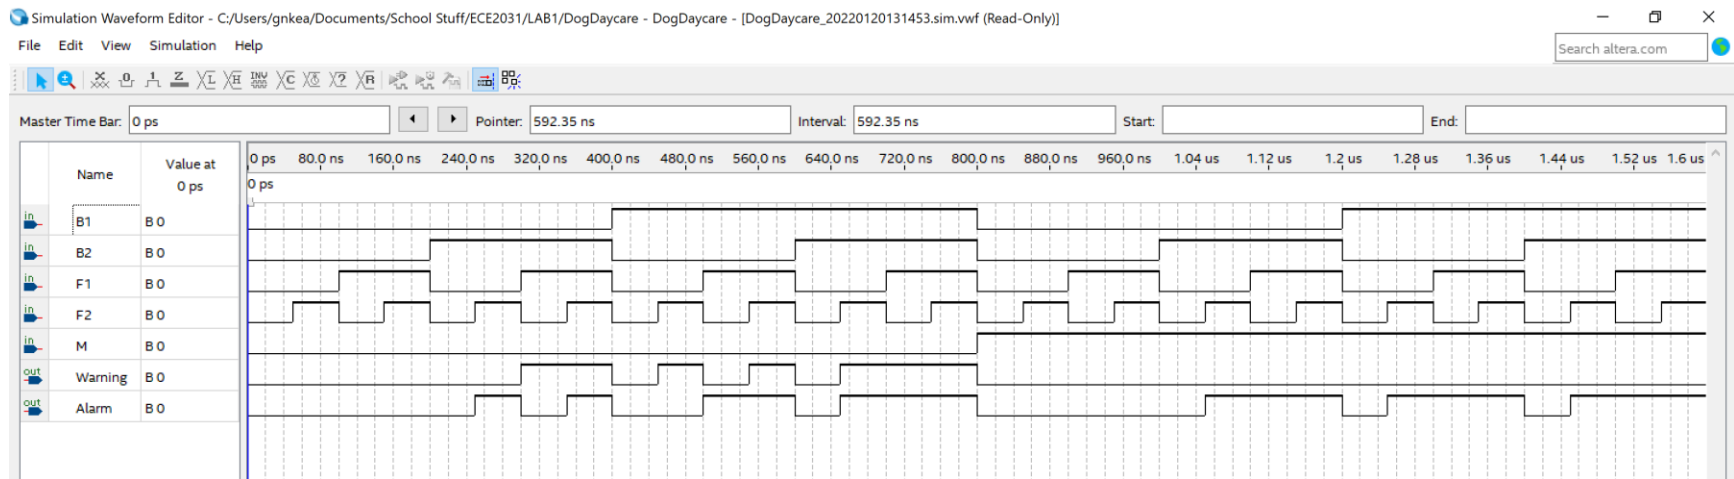 Simulation Waveform Editor - C:/Users/gnkea/Documents/School Stuff/ECE2031/LAB1/DogDaycare - DogDaycare - [DogDaycare_20220120131453.sim.vwf (Read-Only)]
File Edit View Simulation Help
Search altera.com
Master Time Bar: 0 ps Pointer: 592.35 ns Interval: 592.35 ns Start: End:
Name Value at 0 ps
0 ps 80.0 ns 160.0 ns 240.0 ns 320.0 ns 400.0 ns 480.0 ns 560.0 ns 640.0 ns 720.0 ns 800.0 ns 880.0 ns 960.0 ns 1.04 us 1.12 us 1.2 us 1.28 us 1.36 us 1.44 us 1.52 us 1.6 us
0 ps
in B1 B 0
in B2 B 0
in F1 B 0
in F2 B 0
in M B 0
out Warning B 0
out Alarm B 0